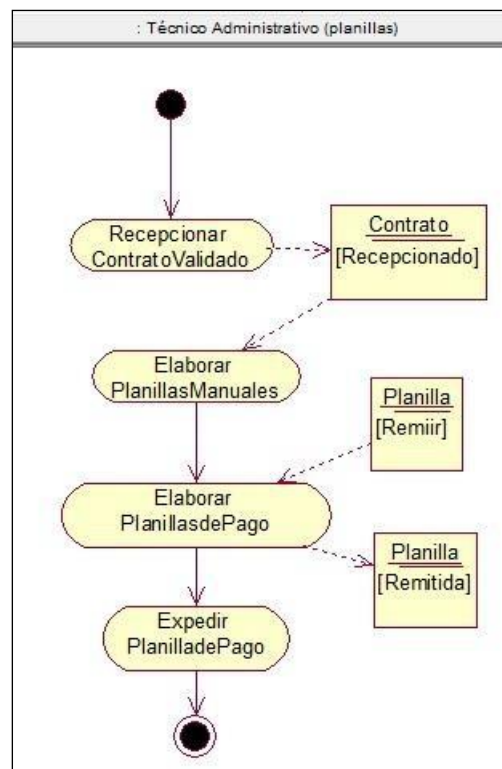 : Técnico Administrativo (planillas)
Recepcionar
ContratoValidado
Contrato
[Recepcionado]
Elaborar
PlanillasManuales
Planilla
[Remiir]
Elaborar
PlanillasdePago
Planilla
[Remitida]
Expedir
PlanilladePago